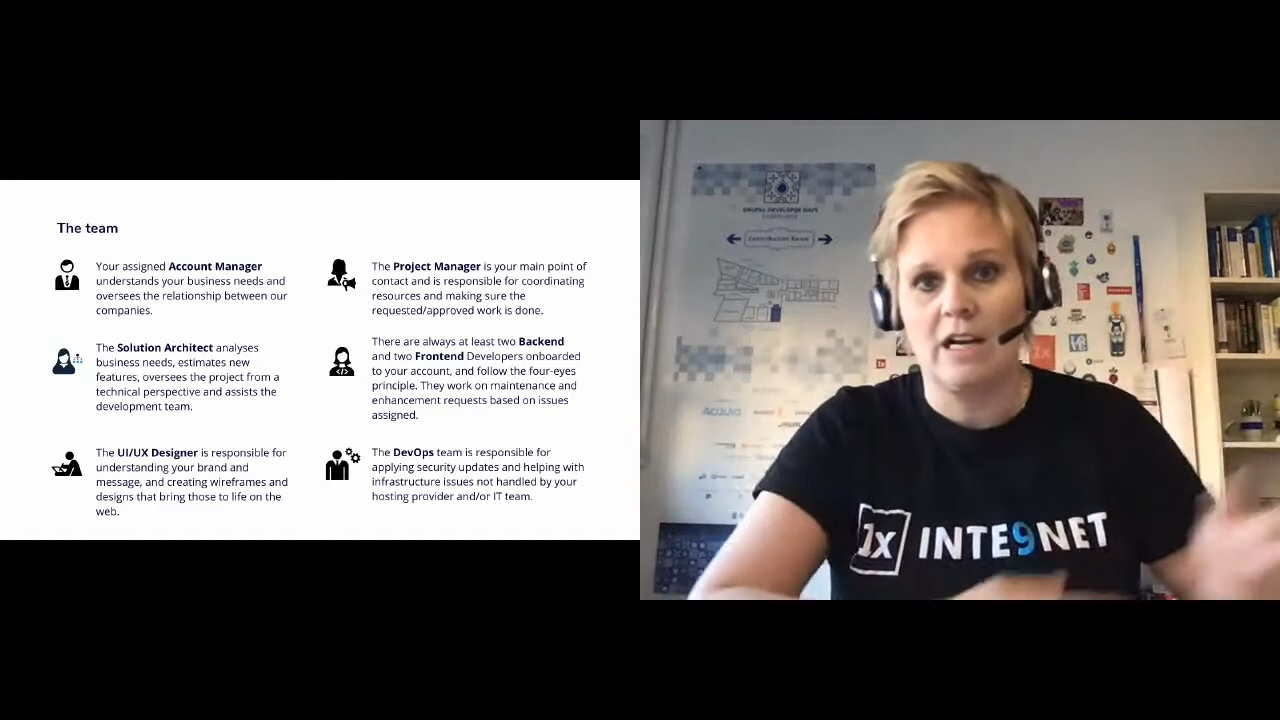 The team
Your assigned Account Manager
understands your business needs and
oversees the relationship between our
companies.
The Project Manager is your main point of
contact and is responsible for coordinating
resources and making sure the
requested/approved work is done.
The Solution Architect analyses
business needs, estimates new
features, oversees the project from a
technical perspective and assists the
development team.
There are always at least two Backend
and two Frontend Developers onboarded
to your account, and follow the four-eyes
principle. They work on maintenance and
enhancement requests based on issues
assigned.
The UI/UX Designer is responsible for
understanding your brand and
message, and creating wireframes and
designs that bring those to life on the
web.
The DevOps team is responsible for
applying security updates and helping with
infrastructure issues not handled by your
hosting provider and/or IT team.
DRUPAL DEVELOPER DAYS
Contribution Room
Acquia
1x INTE9NET